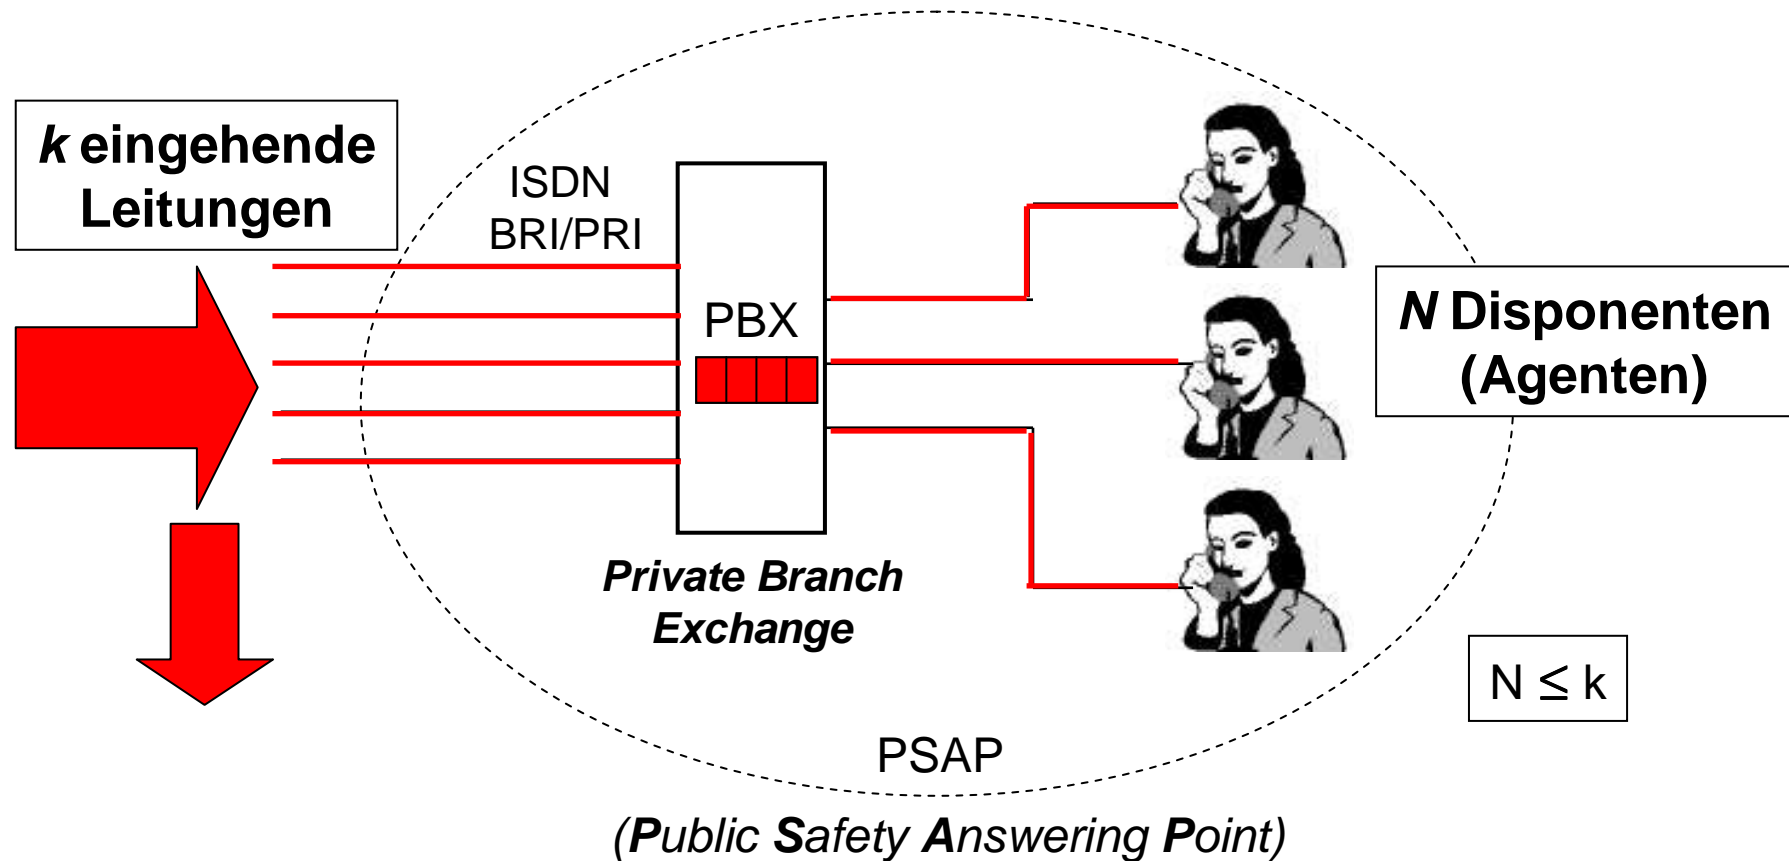 k eingehende
Leitungen
ISDN
BRI/PRI
PBX
Private Branch
Exchange
N Disponenten
(Agenten)
N ≤ k
PSAP
(Public Safety Answering Point)